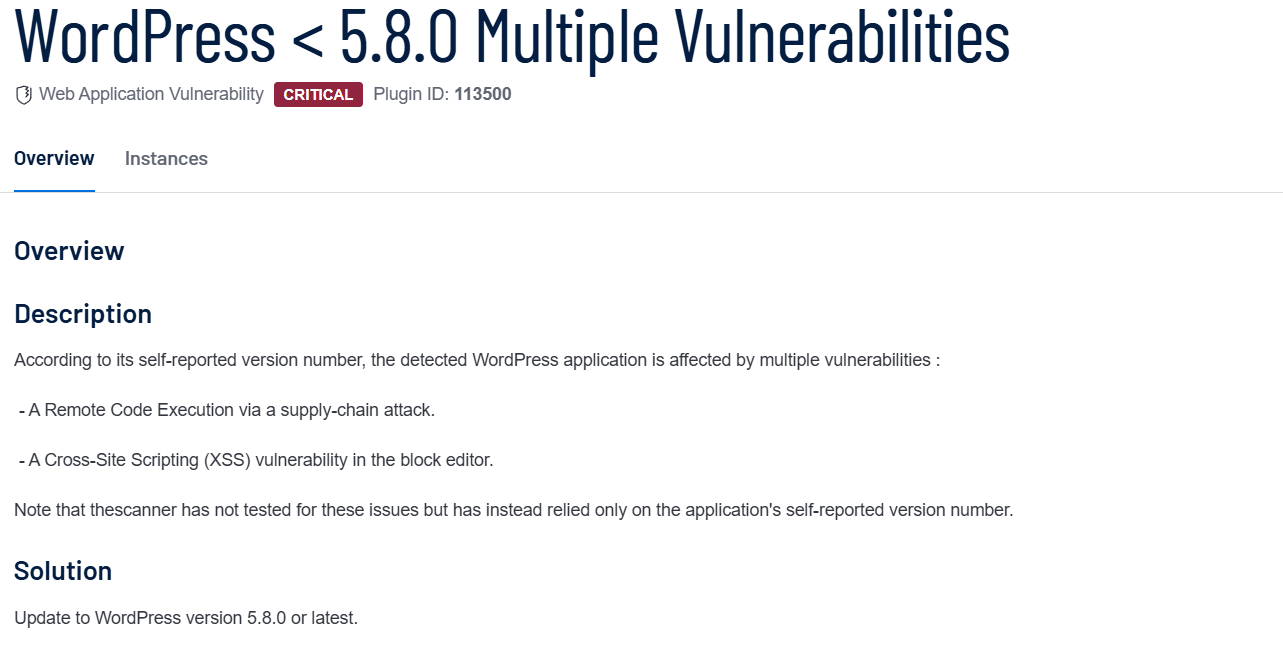 WordPress < 5.8.0 Multiple Vulnerabilities
Web Application Vulnerability CRITICAL Plugin ID: 113500
Overview Instances
Overview
Description
According to its self-reported version number, the detected WordPress application is affected by multiple vulnerabilities :
- A Remote Code Execution via a supply-chain attack.
- A Cross-Site Scripting (XSS) vulnerability in the block editor.
Note that thescanner has not tested for these issues but has instead relied only on the application's self-reported version number.
Solution
Update to WordPress version 5.8.0 or latest.